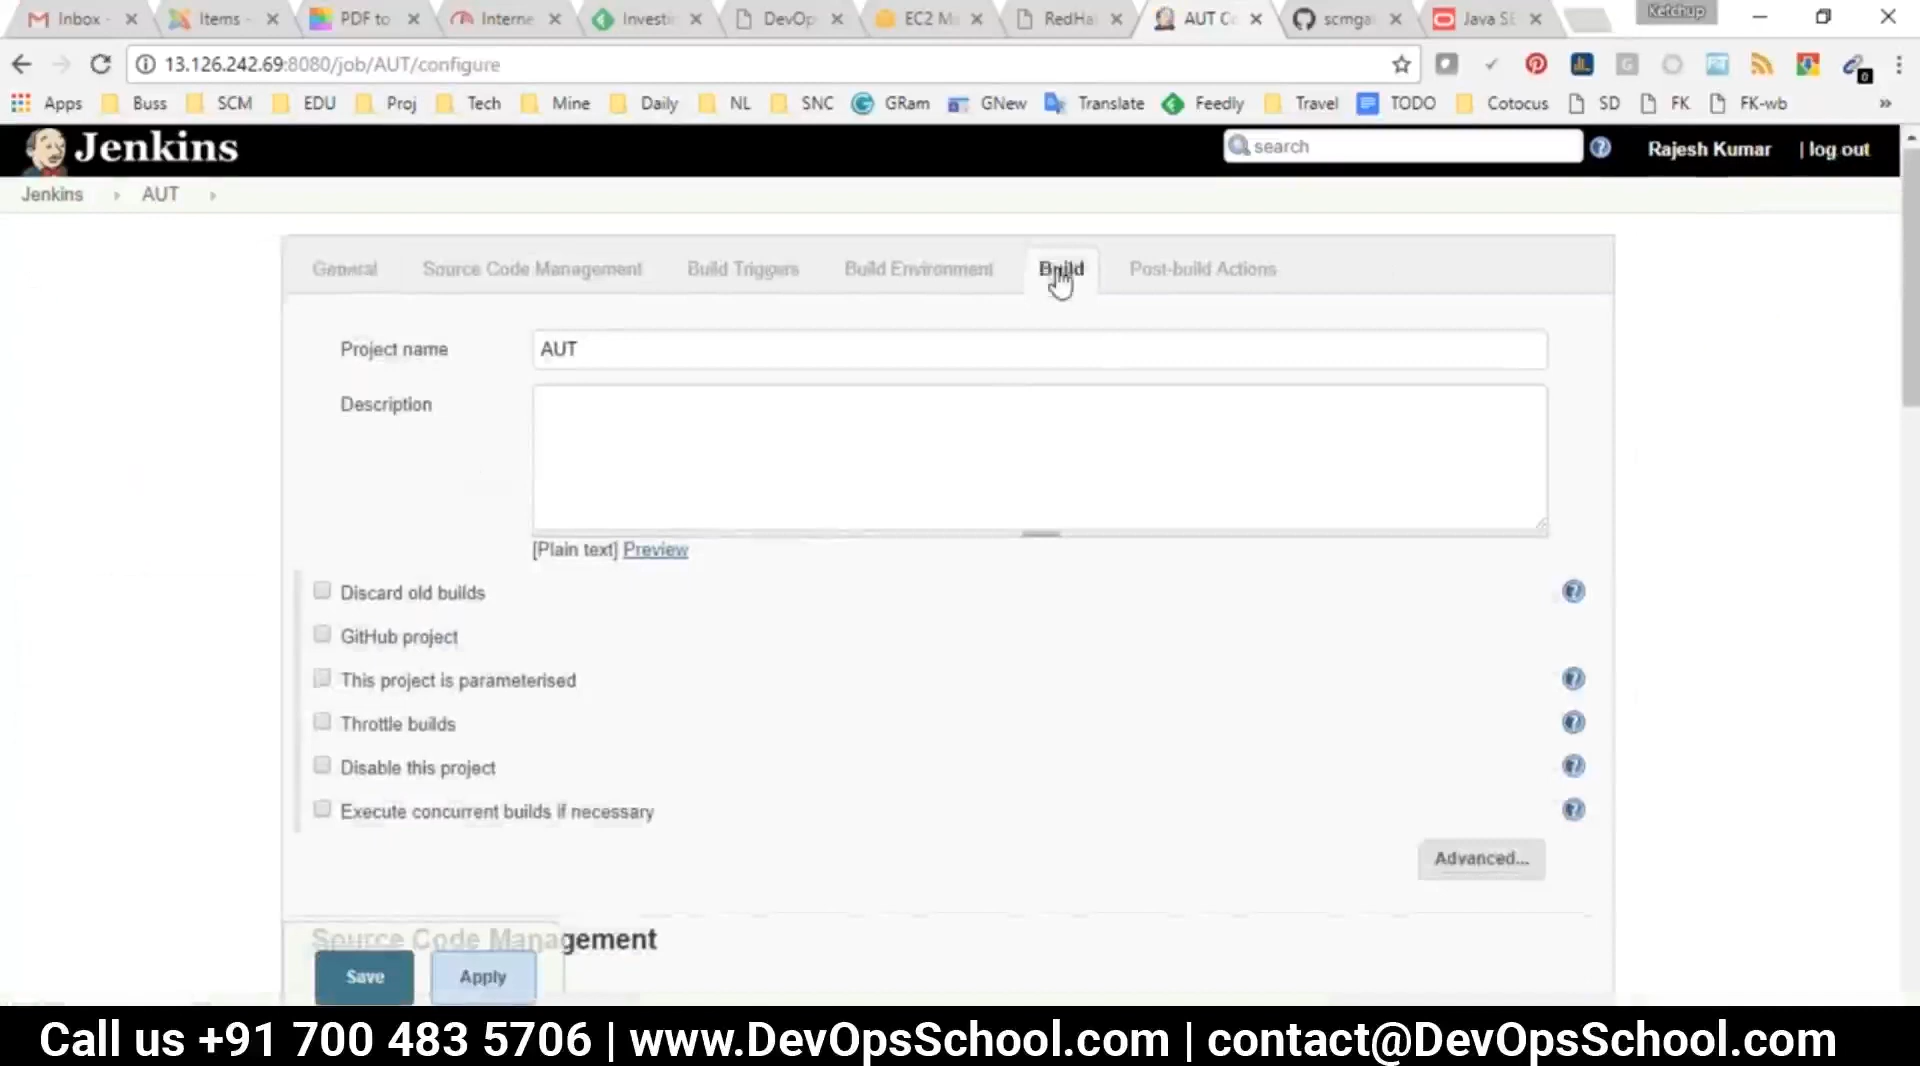 Inbox -
Items -
PDF to
Interne
Investi
DevOp
EC2 M
RedHa
AUT C
scmga
Java SE
Ketchup
13.126.242.69:8080/job/AUT/configure
0
Apps Buss SCM EDU Proj Tech Mine Daily NL SNC GRam GNew Translate Feedly Travel TODO Cotocus SD FK FK-wb »
Jenkins
search
Rajesh Kumar | log out
Jenkins AUT
General Source Code Management Build Triggers Build Environment Build Post-build Actions
Project name AUT
Description
[Plain text] Preview
Discard old builds
GitHub project
This project is parameterised
Throttle builds
Disable this project
Execute concurrent builds if necessary
Advanced...
Source Code Management
Save Apply
Call us +91 700 483 5706 | www.DevOpsSchool.com | contact@DevOpsSchool.com